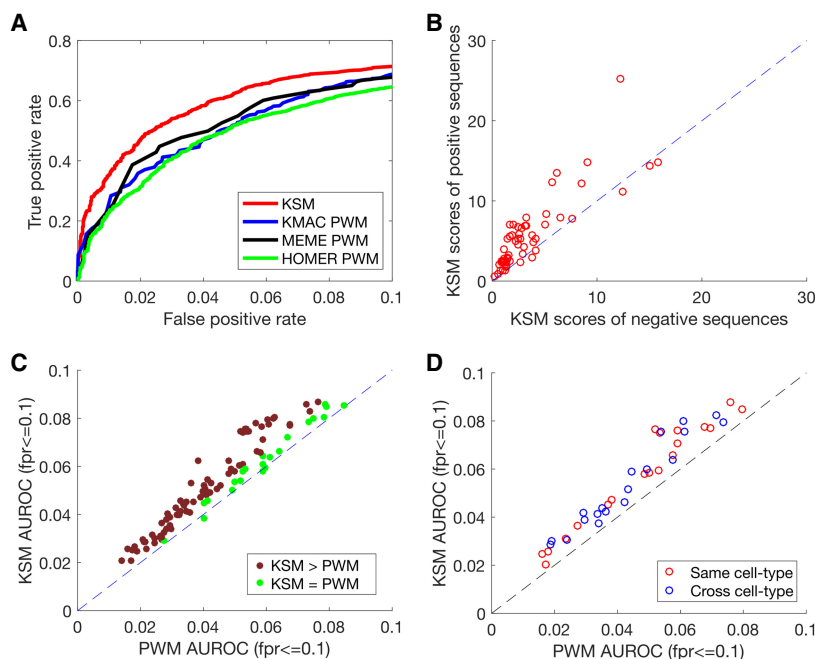 A
True positive rate
0.8
0.6
0.4
0.2
0
0 0.02 0.04 0.06 0.08 0.1
False positive rate
KSM
KMAC PWM
MEME PWM
HOMER PWM
B
KSM scores of positive sequences
30
20
10
0
0 10 20 30
KSM scores of negative sequences
C
KSM AUROC (fpr<=0.1)
0.1
0.08
0.06
0.04
0.02
0
0 0.02 0.04 0.06 0.08 0.1
PWM AUROC (fpr<=0.1)
KSM > PWM
KSM = PWM
D
KSM AUROC (fpr<=0.1)
0.1
0.08
0.06
0.04
0.02
0
0 0.02 0.04 0.06 0.08 0.1
PWM AUROC (fpr<=0.1)
Same cell-type
Cross cell-type